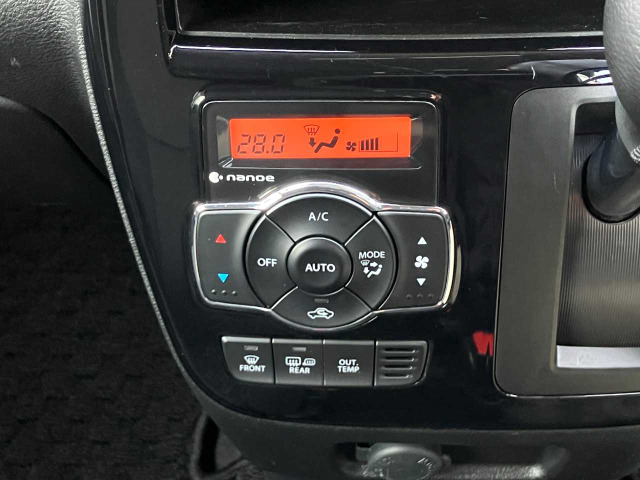 28.0
nanoe
A/C
OFF
AUTO
MODE
FRONT
REAR
OUT.
TEMP